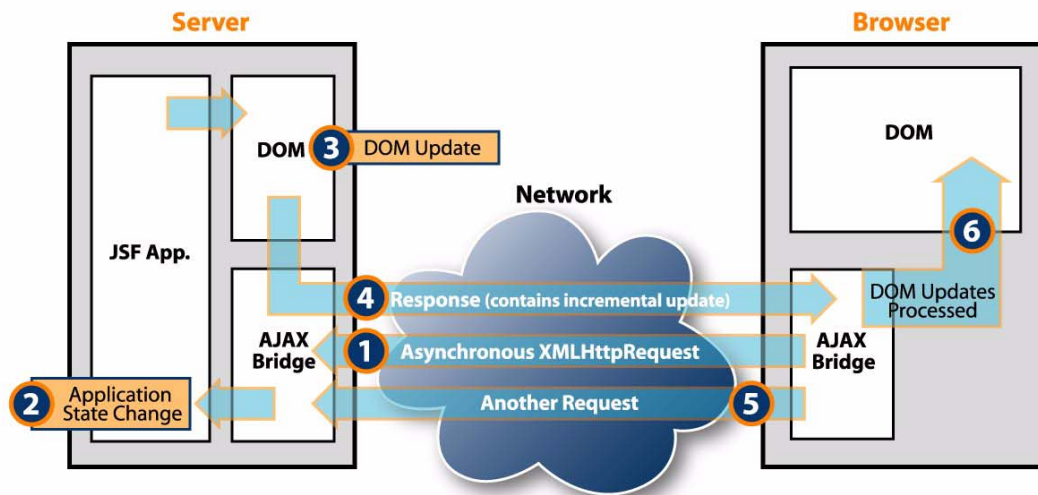 Server
Browser
DOM
3
DOM Update
DOM
Network
6
JSF App.
4
Response (contains incremental update)
DOM Updates
Processed
AJAX
Bridge
1
Asynchronous XMLHttpRequest
AJAX
Bridge
2
Application
State Change
Another Request
5